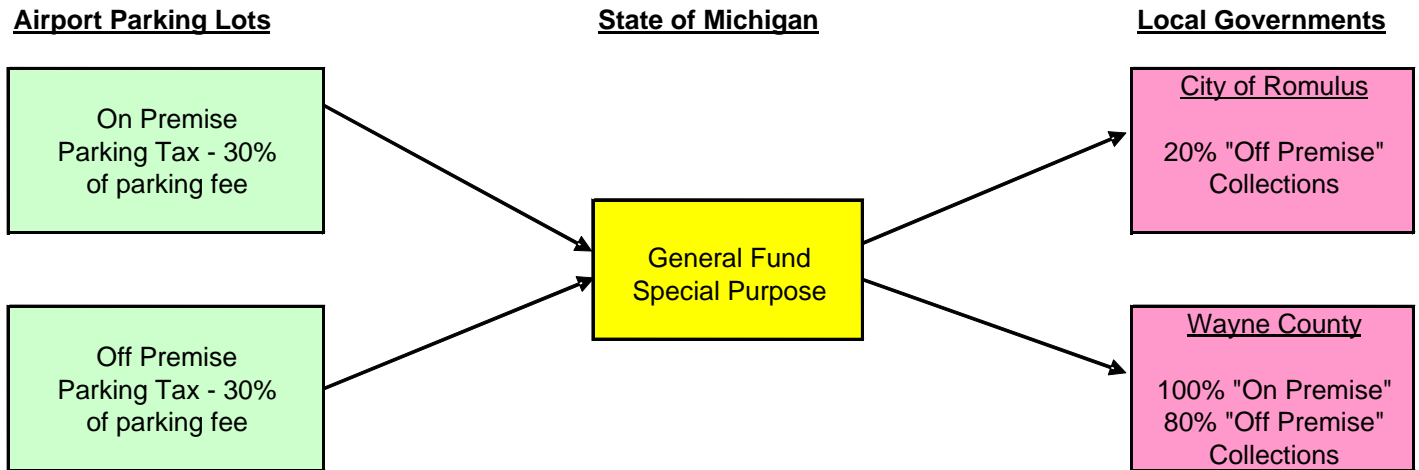 Airport Parking Lots
State of Michigan
Local Governments
On Premise
Parking Tax - 30%
of parking fee
City of Romulus
20% "Off Premise"
Collections
General Fund
Special Purpose
Off Premise
Parking Tax - 30%
of parking fee
Wayne County
100% "On Premise"
80% "Off Premise"
Collections